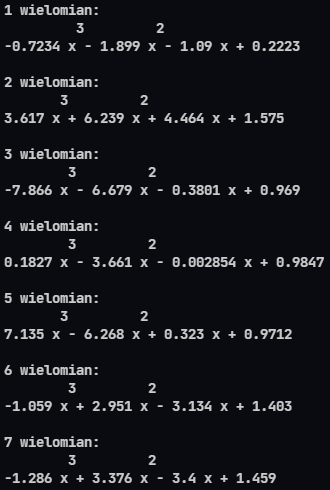 1 wielomian:
         3         2
-0.7234 x - 1.899 x - 1.09 x + 0.2223
2 wielomian:
       3         2
3.617 x + 6.239 x + 4.464 x + 1.575
3 wielomian:
        3         2
-7.866 x - 6.679 x - 0.3801 x + 0.969
4 wielomian:
        3         2
0.1827 x - 3.661 x - 0.002854 x + 0.9847
5 wielomian:
       3         2
7.135 x - 6.268 x + 0.323 x + 0.9712
6 wielomian:
        3         2
-1.059 x + 2.951 x - 3.134 x + 1.403
7 wielomian:
        3         2
-1.286 x + 3.376 x - 3.4 x + 1.459